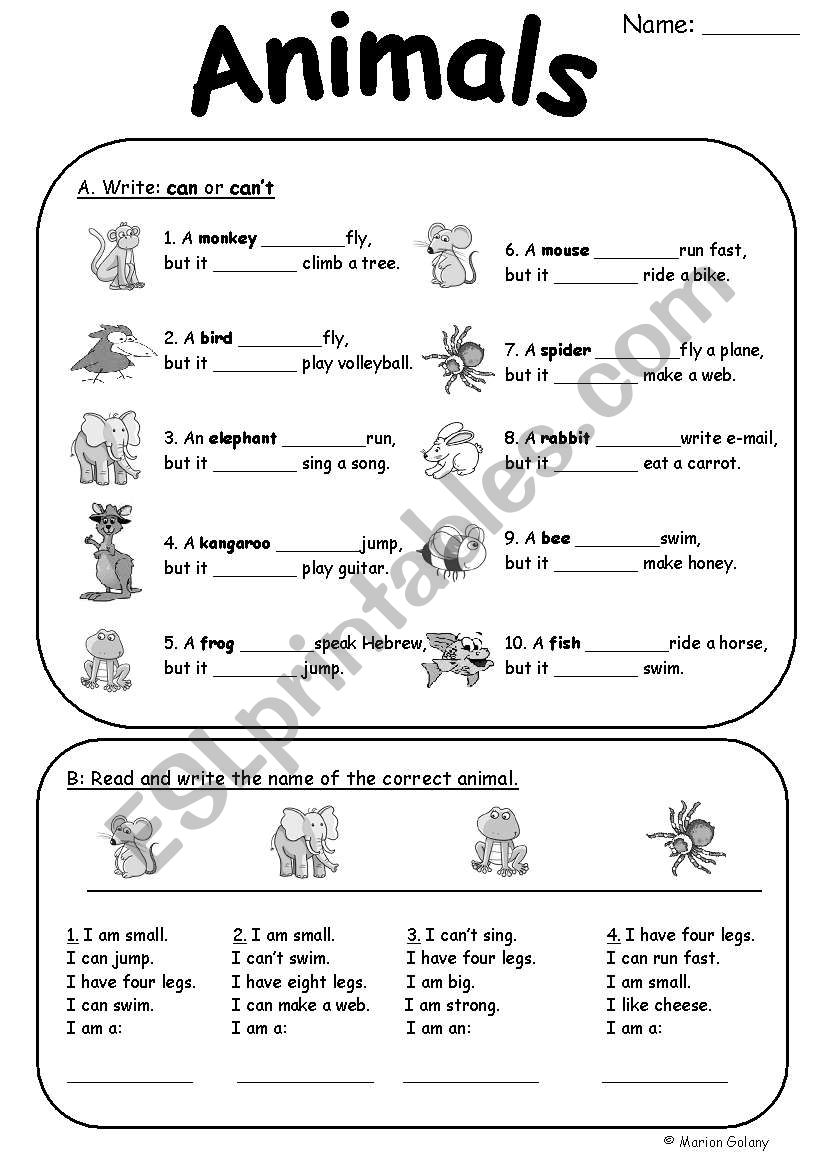 Name: ________
Animals
A. Write: can or can't
1. A monkey ________fly,
but it ________ climb a tree.
2. A bird ________fly,
but it ________ play volleyball.
3. An elephant ________run,
but it ________ sing a song.
4. A kangaroo ________jump,
but it ________ play guitar.
5. A frog _______speak Hebrew,
but it ________ jump.
6. A mouse ________run fast,
but it ________ ride a bike.
7. A spider ________fly a plane,
but it ________ make a web.
8. A rabbit ________write e-mail,
but it ________ eat a carrot.
9. A bee ________swim,
but it ________ make honey.
10. A fish ________ride a horse,
but it ________ swim.
B: Read and write the name of the correct animal.
1. I am small.
I can jump.
I have four legs.
I can swim.
I am a:
____________
2. I am small.
I can't swim.
I have eight legs.
I can make a web.
I am a:
____________
3. I can't sing.
I have four legs.
I am big.
I am strong.
I am an:
____________
4. I have four legs.
I can run fast.
I am small.
I like cheese.
I am a:
____________
© Marion Golany
ESLprintables.com